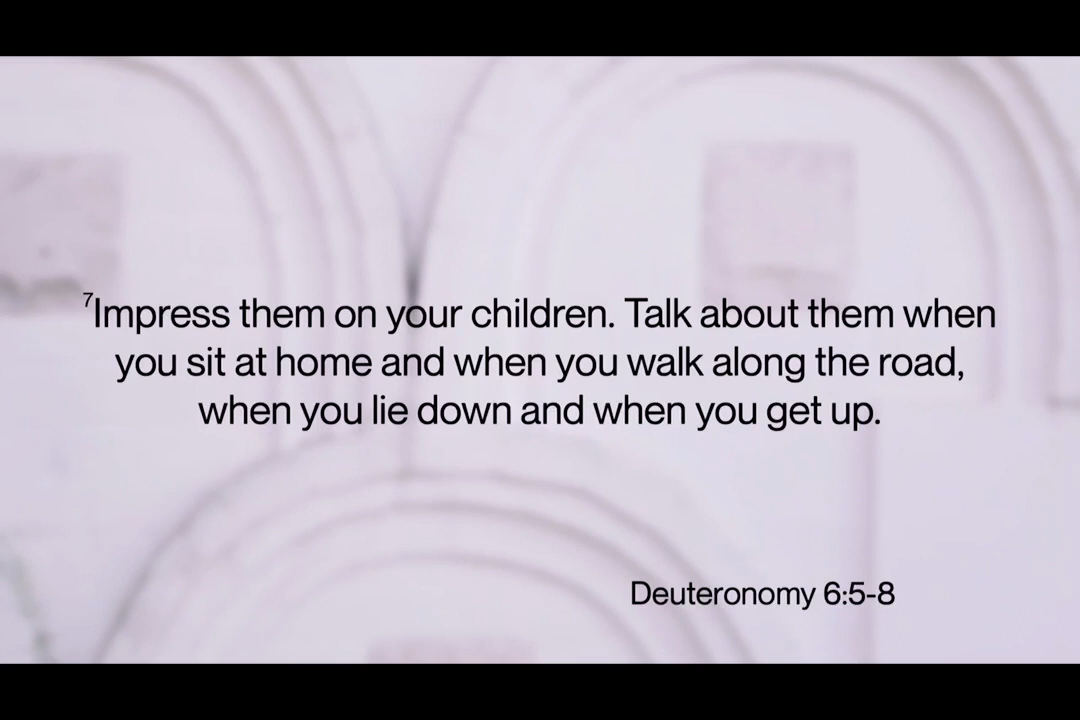 ⁷Impress them on your children. Talk about them when
you sit at home and when you walk along the road,
when you lie down and when you get up.
Deuteronomy 6:5-8